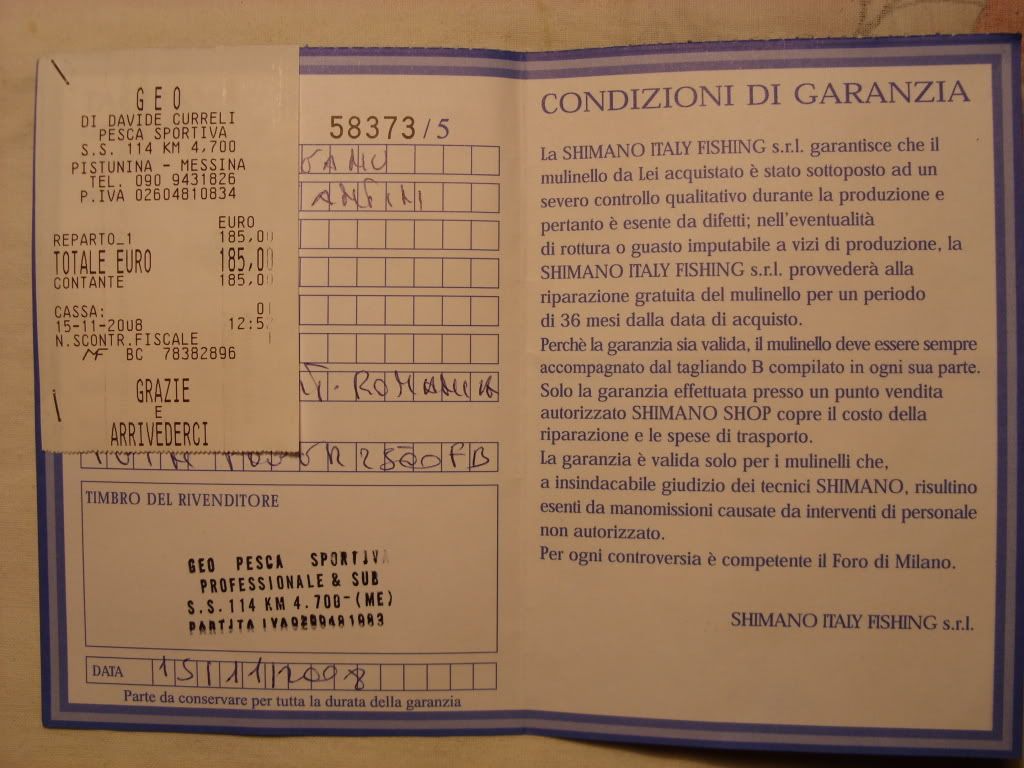 GEO
DI DAVIDE CURRELI
PESCA SPORTIVA
S.S. 114 KM 4,700
PISTUNINA - MESSINA
TEL. 090 9431826
P.IVA 02604810834
EURO
REPARTO_1 185,00
TOTALE EURO 185,00
CONTANTE 185,00
CASSA: 0
15-11-2008 12:5
N.SCONTR.FISCALE
MF BC 78382896
GRAZIE
E
ARRIVEDERCI
58373/5
ROMANIA
2500FB
TIMBRO DEL RIVENDITORE
GEO PESCA SPORTIVA
PROFESSIONALE & SUB
S.S. 114 KM 4.700-(ME)
PARTITA IVA
DATA 15/11/2008
Parte da conservare per tutta la durata della garanzia
CONDIZIONI DI GARANZIA
La SHIMANO ITALY FISHING s.r.l. garantisce che il
mulinello da Lei acquistato è stato sottoposto ad un
severo controllo qualitativo durante la produzione e
pertanto è esente da difetti; nell'eventualità
di rottura o guasto imputabile a vizi di produzione, la
SHIMANO ITALY FISHING s.r.l. provvederà alla
riparazione gratuita del mulinello per un periodo
di 36 mesi dalla data di acquisto.
Perchè la garanzia sia valida, il mulinello deve essere sempre
accompagnato dal tagliando B compilato in ogni sua parte.
Solo la garanzia effettuata presso un punto vendita
autorizzato SHIMANO SHOP copre il costo della
riparazione e le spese di trasporto.
La garanzia è valida solo per i mulinelli che,
a insindacabile giudizio dei tecnici SHIMANO, risultino
esenti da manomissioni causate da interventi di personale
non autorizzato.
Per ogni controversia è competente il Foro di Milano.
SHIMANO ITALY FISHING s.r.l.